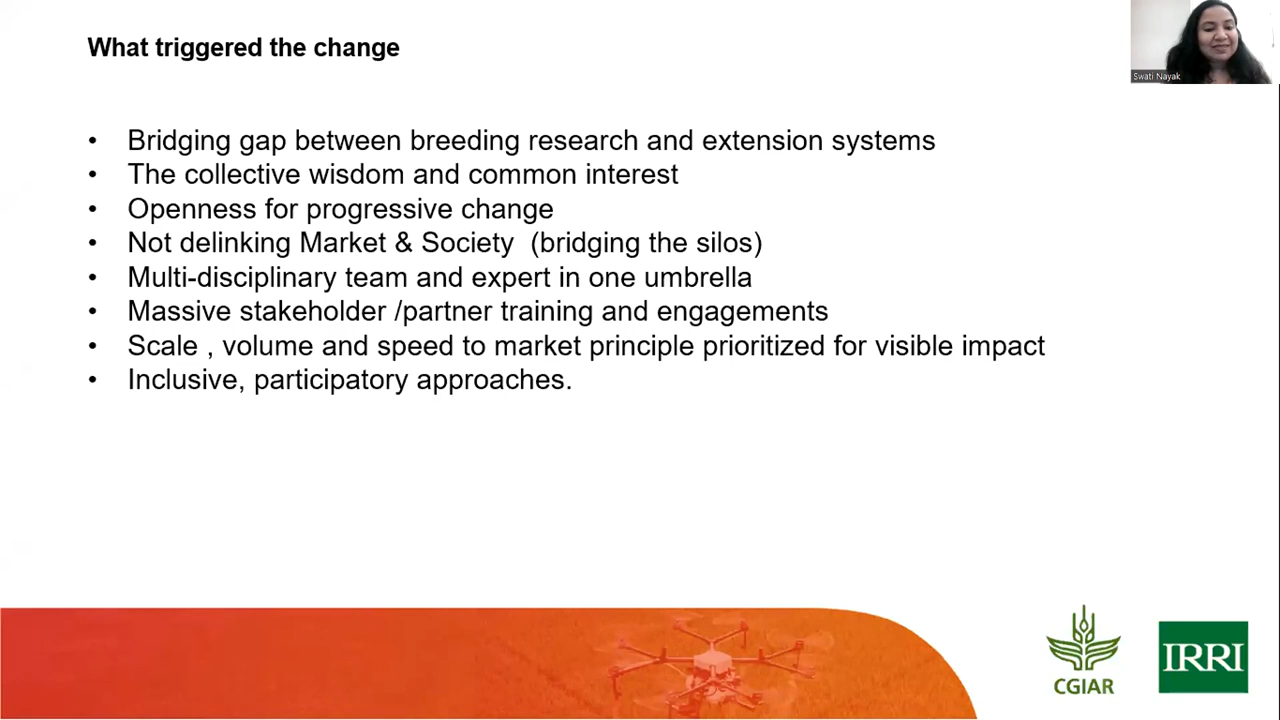 What triggered the change
Swati Nayak
• Bridging gap between breeding research and extension systems
• The collective wisdom and common interest
• Openness for progressive change
• Not delinking Market & Society (bridging the silos)
• Multi-disciplinary team and expert in one umbrella
• Massive stakeholder /partner training and engagements
• Scale , volume and speed to market principle prioritized for visible impact
• Inclusive, participatory approaches.
CGIAR
IRRI